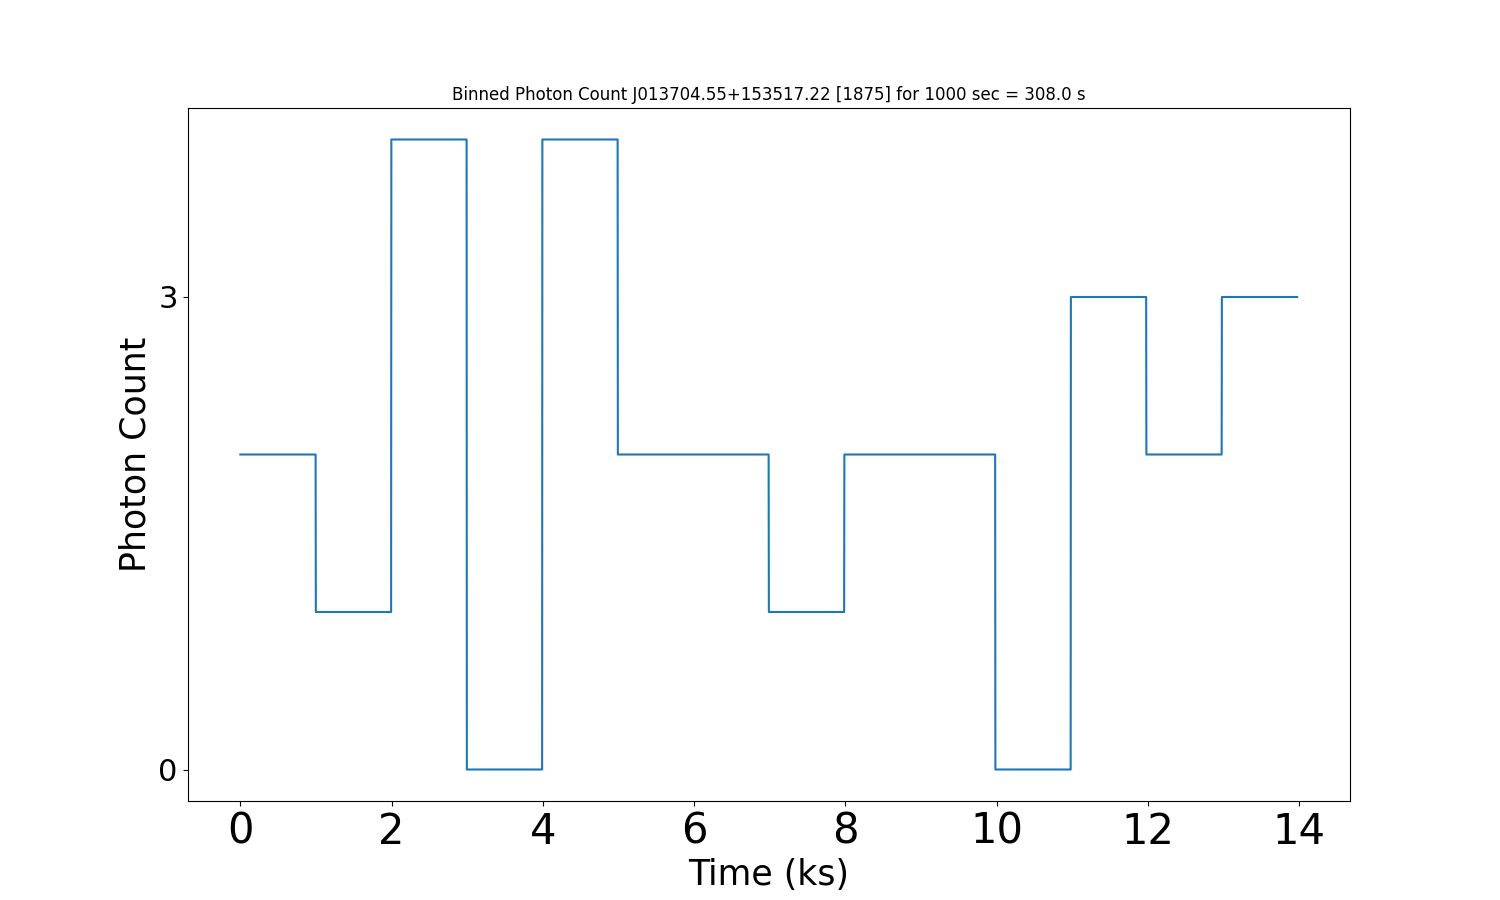 Binned Photon Count J013704.55+153517.22 [1875] for 1000 sec = 308.0 s
3
Photon Count
0
0 2 4 6 8 10 12 14
Time (ks)